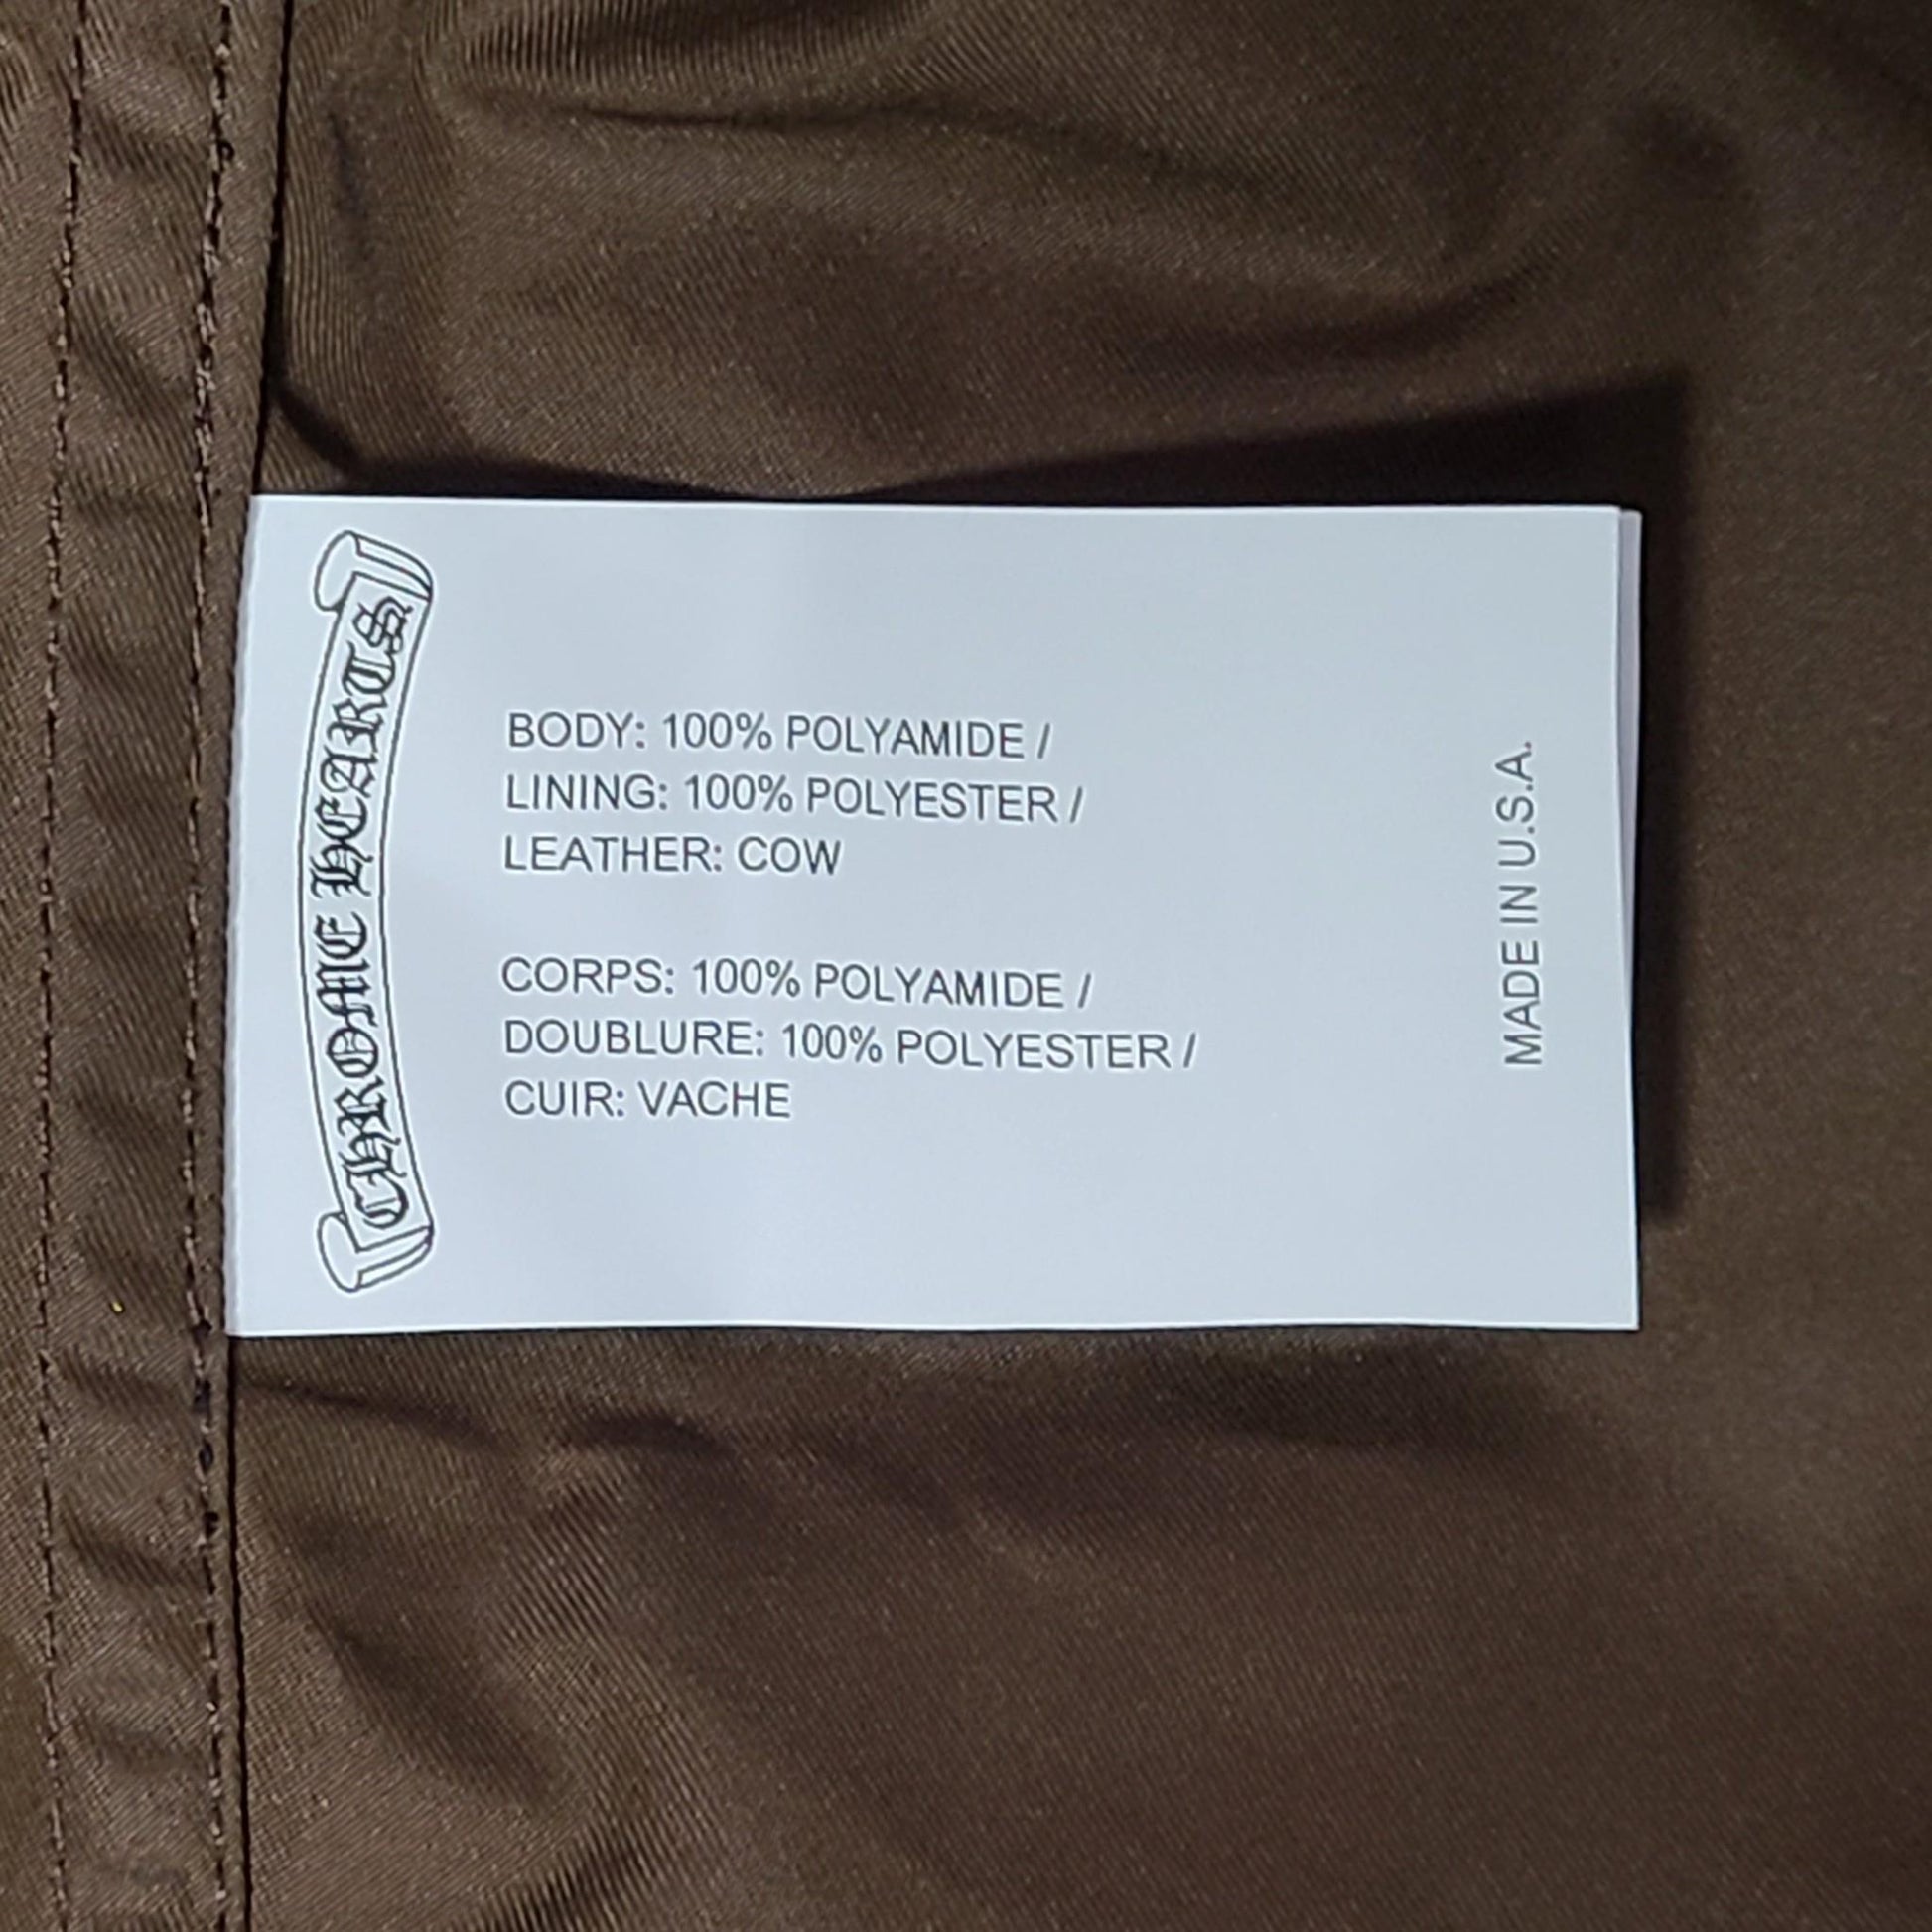 CHROME HEARTS
BODY: 100% POLYAMIDE /
LINING: 100% POLYESTER /
LEATHER: COW
CORPS: 100% POLYAMIDE /
DOUBLURE: 100% POLYESTER /
CUIR: VACHE
MADE IN U.S.A.